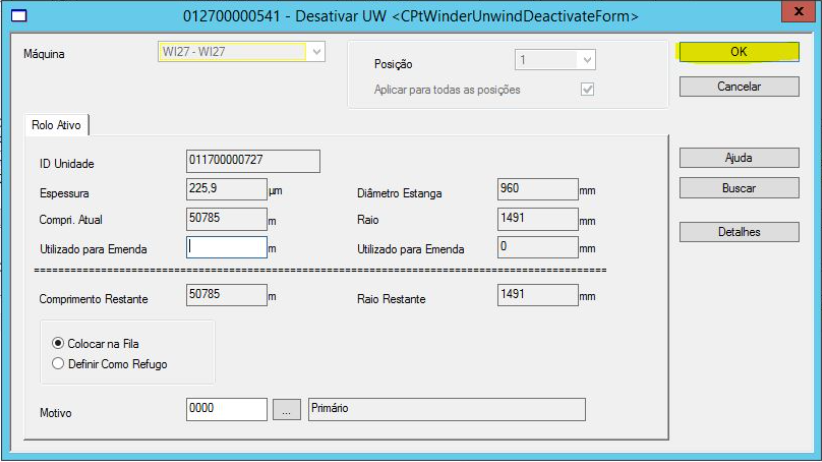 012700000541 - Desativar UW <CPtWinderUnwindDeactivateForm>
x
Máquina
WI27 - WI27
Posição
1
Aplicar para todas as posições
OK
Cancelar
Ajuda
Buscar
Detalhes
Rolo Ativo
ID Unidade
011700000727
Espessura
225,9
µm
Diâmetro Estanga
960
mm
Compri. Atual
50785
m
Raio
1491
mm
Utilizado para Emenda
m
Utilizado para Emenda
0
mm
Comprimento Restante
50785
m
Raio Restante
1491
mm
Colocar na Fila
Definir Como Refugo
Motivo
0000
...
Primário